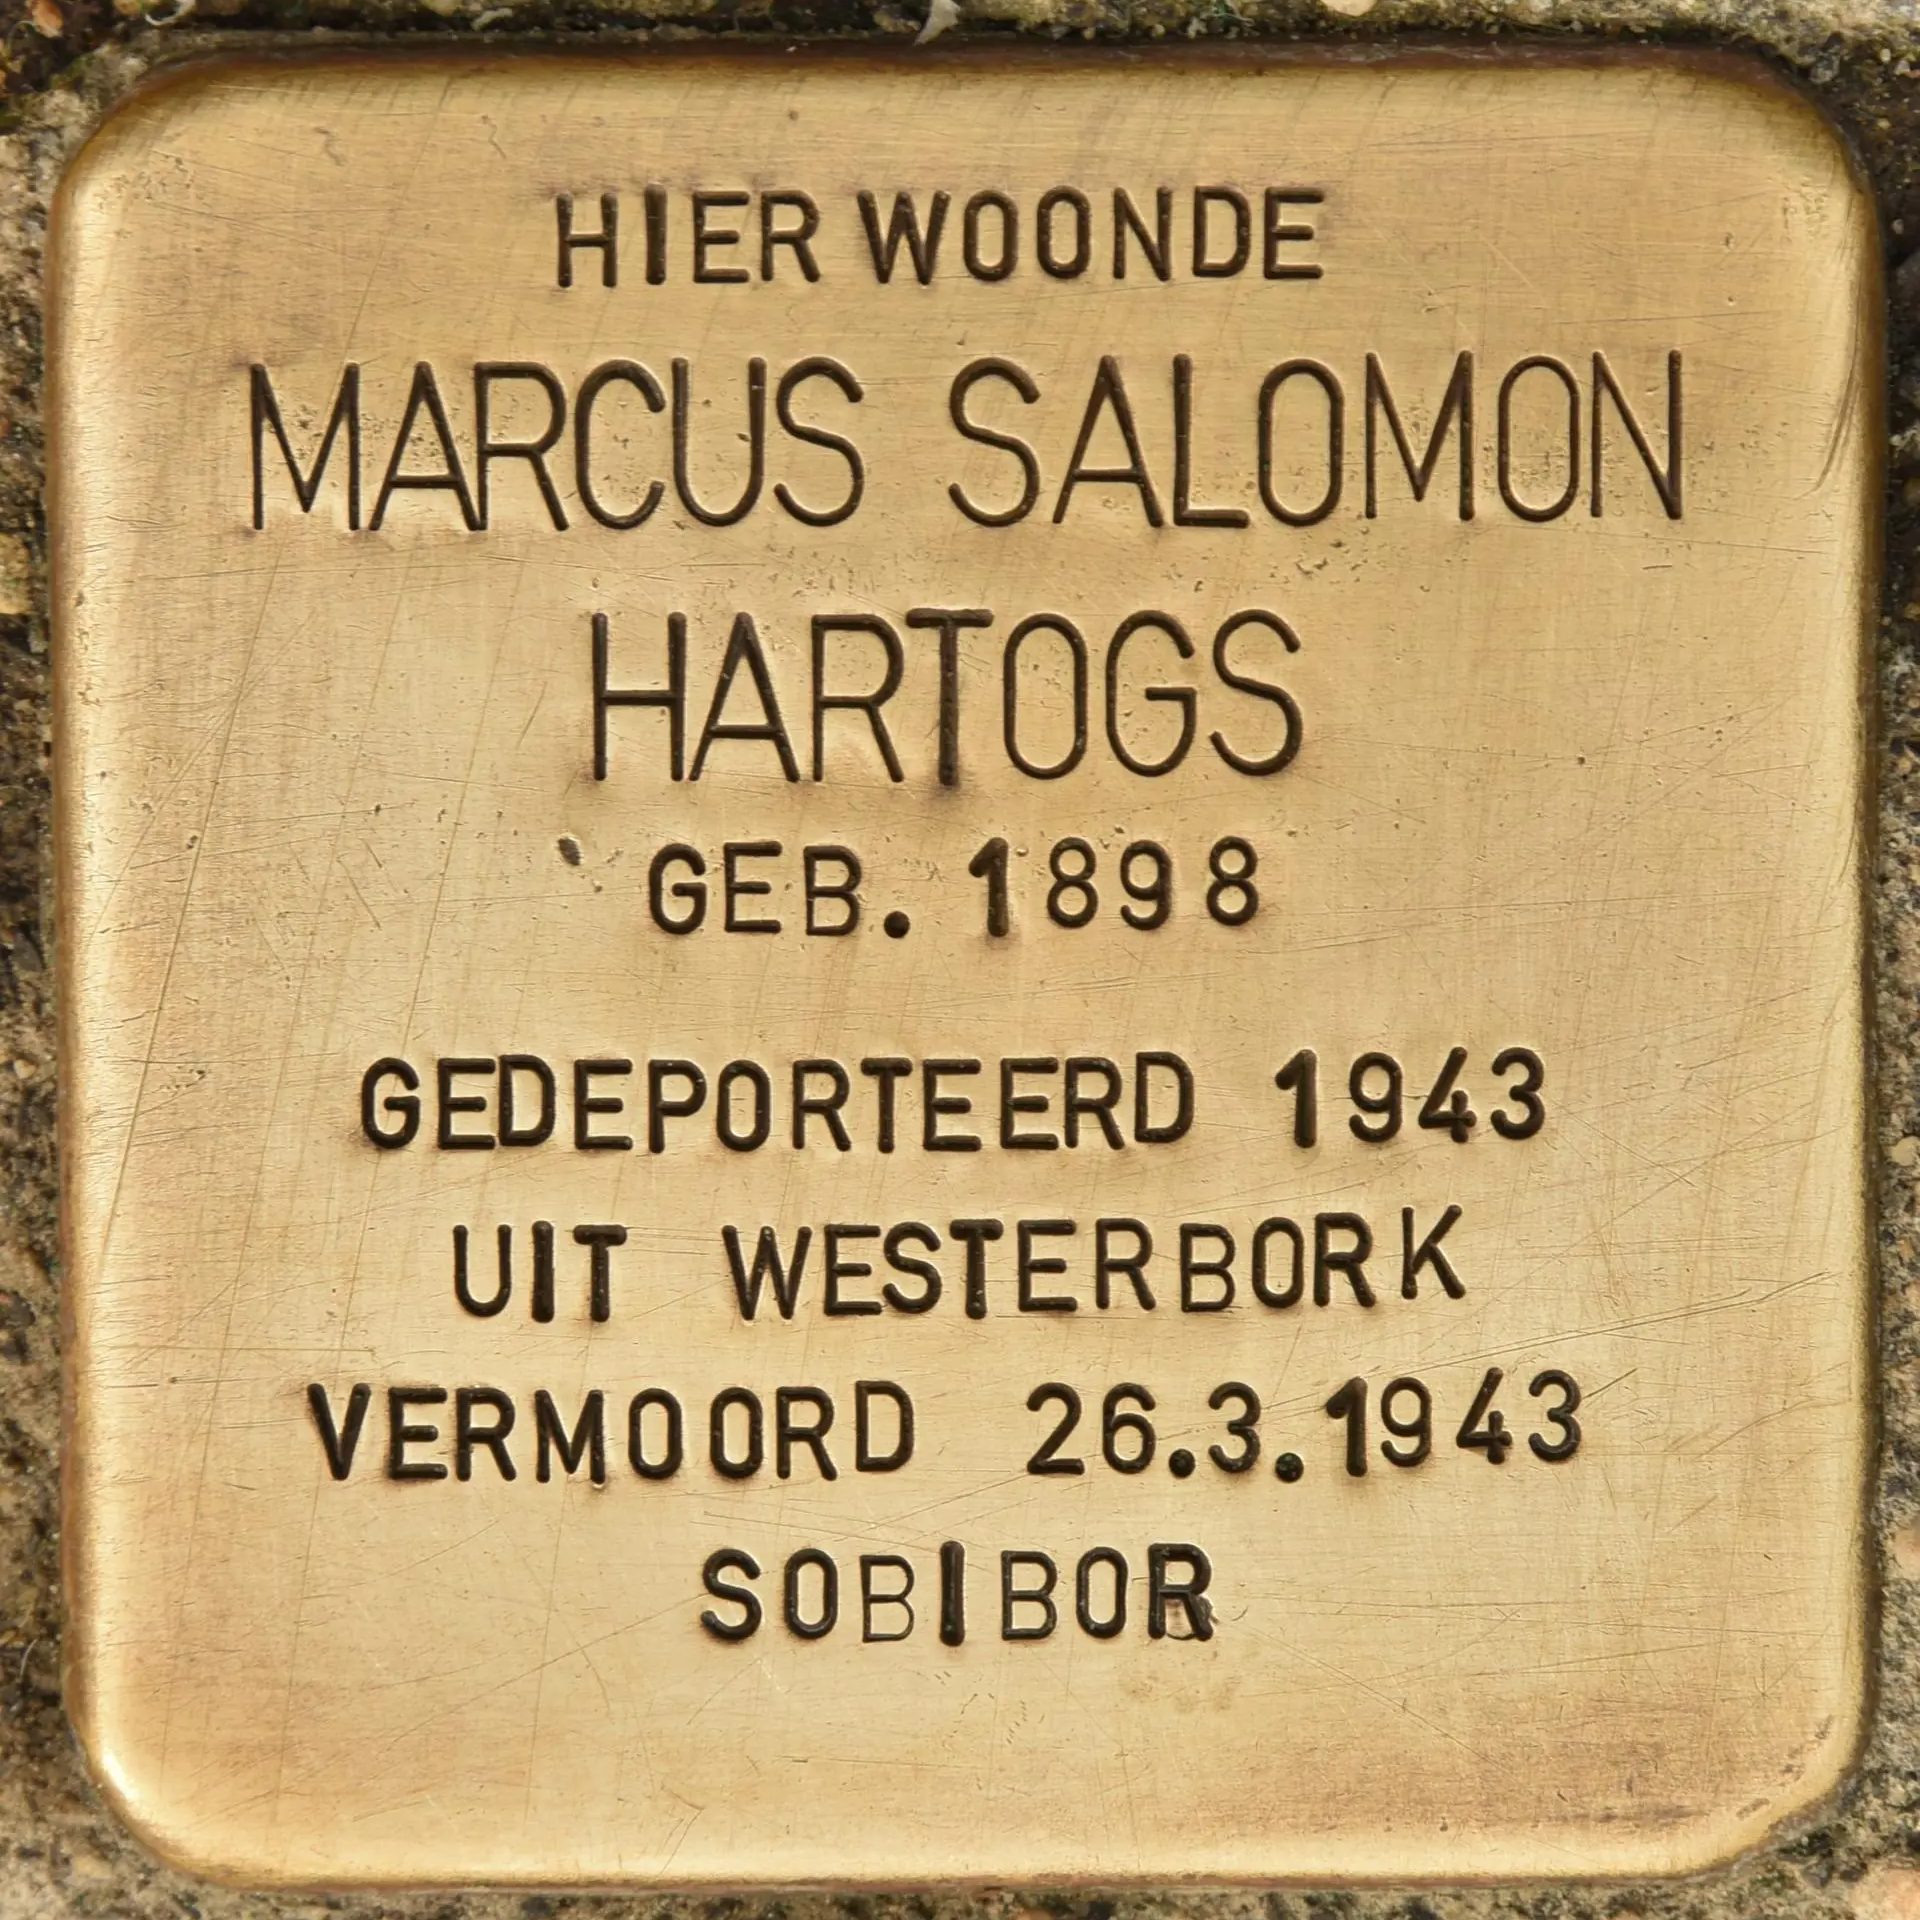 HIER WOONDE
MARCUS SALOMON
HARTOGS
GEB. 1898
GEDEPORTEERD 1943
UIT WESTERBORK
VERMOORD 26.3.1943
SOBIBOR